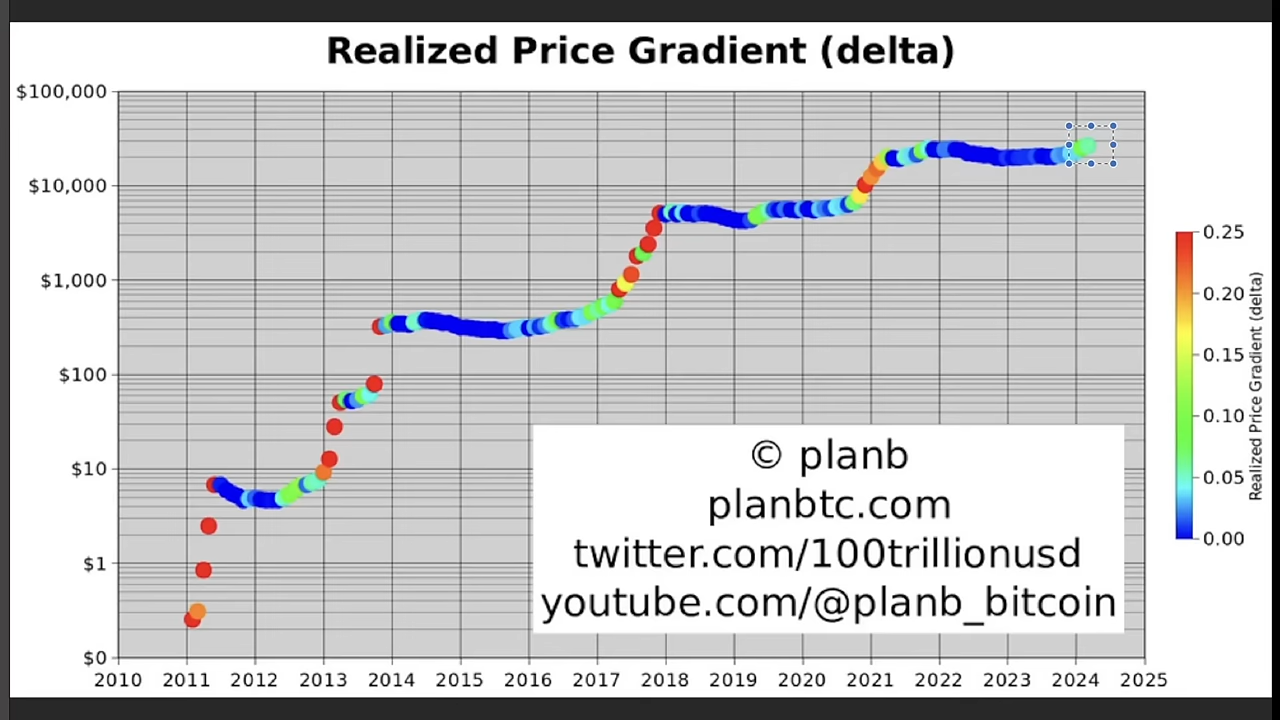 Realized Price Gradient (delta)
$100,000
$10,000
$1,000
$100
$10
$1
$0
2010 2011 2012 2013 2014 2015 2016 2017 2018 2019 2020 2021 2022 2023 2024 2025
© planb
planbtc.com
twitter.com/100trillionusd
youtube.com/@planb_bitcoin
0.25
0.20
0.15
0.10
0.05
0.00
Realized Price Gradient (delta)